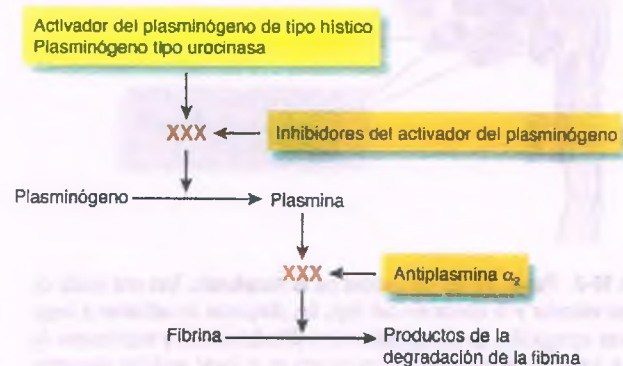 Activador del plasminógeno de tipo hístico
Plasminógeno tipo urocinasa
XXX
Inhibidores del activador del plasminógeno
Plasminógeno
Plasmina
XXX
Antiplasmina α₂
Fibrina
Productos de la
degradación de la fibrina